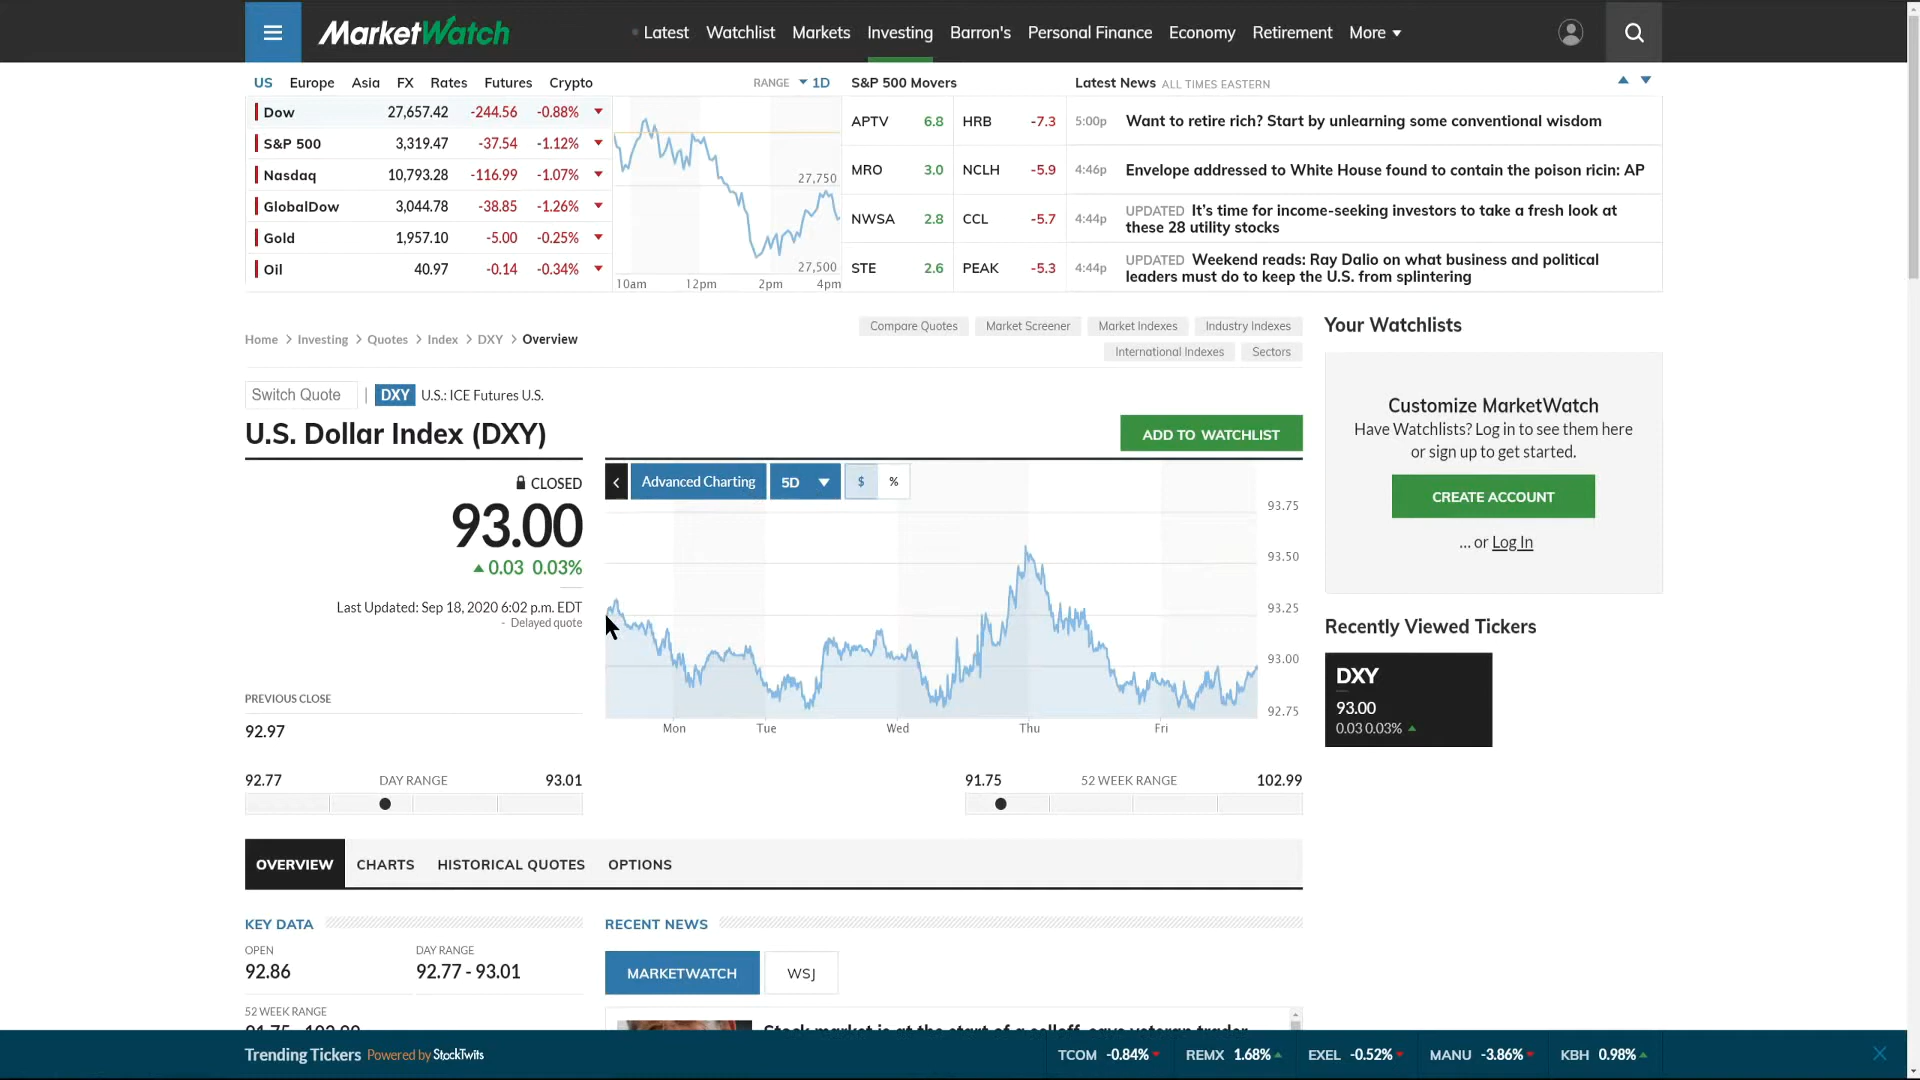 MarketWatch
Latest Watchlist Markets Investing Barron's Personal Finance Economy Retirement More
US Europe Asia FX Rates Futures Crypto
RANGE 1D
Dow 27,657.42 -244.56 -0.88%
S&P 500 3,319.47 -37.54 -1.12%
Nasdaq 10,793.28 -116.99 -1.07%
GlobalDow 3,044.78 -38.85 -1.26%
Gold 1,957.10 -5.00 -0.25%
Oil 40.97 -0.14 -0.34%
27,750
27,500
10am 12pm 2pm 4pm
S&P 500 Movers
APTV 6.8 HRB -7.3
MRO 3.0 NCLH -5.9
NWSA 2.8 CCL -5.7
STE 2.6 PEAK -5.3
Latest News ALL TIMES EASTERN
5:00p Want to retire rich? Start by unlearning some conventional wisdom
4:46p Envelope addressed to White House found to contain the poison ricin: AP
4:44p UPDATED It's time for income-seeking investors to take a fresh look at
these 28 utility stocks
4:44p UPDATED Weekend reads: Ray Dalio on what business and political
leaders must do to keep the U.S. from splintering
Home > Investing > Quotes > Index > DXY > Overview
Compare Quotes Market Screener Market Indexes Industry Indexes
International Indexes Sectors
Switch Quote | DXY U.S.: ICE Futures U.S.
U.S. Dollar Index (DXY)
ADD TO WATCHLIST
CLOSED
93.00
0.03 0.03%
Last Updated: Sep 18, 2020 6:02 p.m. EDT
- Delayed quote
PREVIOUS CLOSE
92.97
Advanced Charting 5D $ %
93.75
93.50
93.25
93.00
92.75
Mon Tue Wed Thu Fri
92.77 DAY RANGE 93.01
91.75 52 WEEK RANGE 102.99
Your Watchlists
Customize MarketWatch
Have Watchlists? Log in to see them here
or sign up to get started.
CREATE ACCOUNT
... or Log In
Recently Viewed Tickers
DXY
93.00
0.03 0.03%
OVERVIEW CHARTS HISTORICAL QUOTES OPTIONS
KEY DATA
OPEN
92.86
DAY RANGE
92.77 - 93.01
52 WEEK RANGE
91.75 - 102.99
RECENT NEWS
MARKETWATCH WSJ
Stock market is at the start of a selloff, says veteran trader
Trending Tickers Powered by StockTwits
TCOM -0.84% REMX 1.68% EXEL -0.52% MANU -3.86% KBH 0.98%